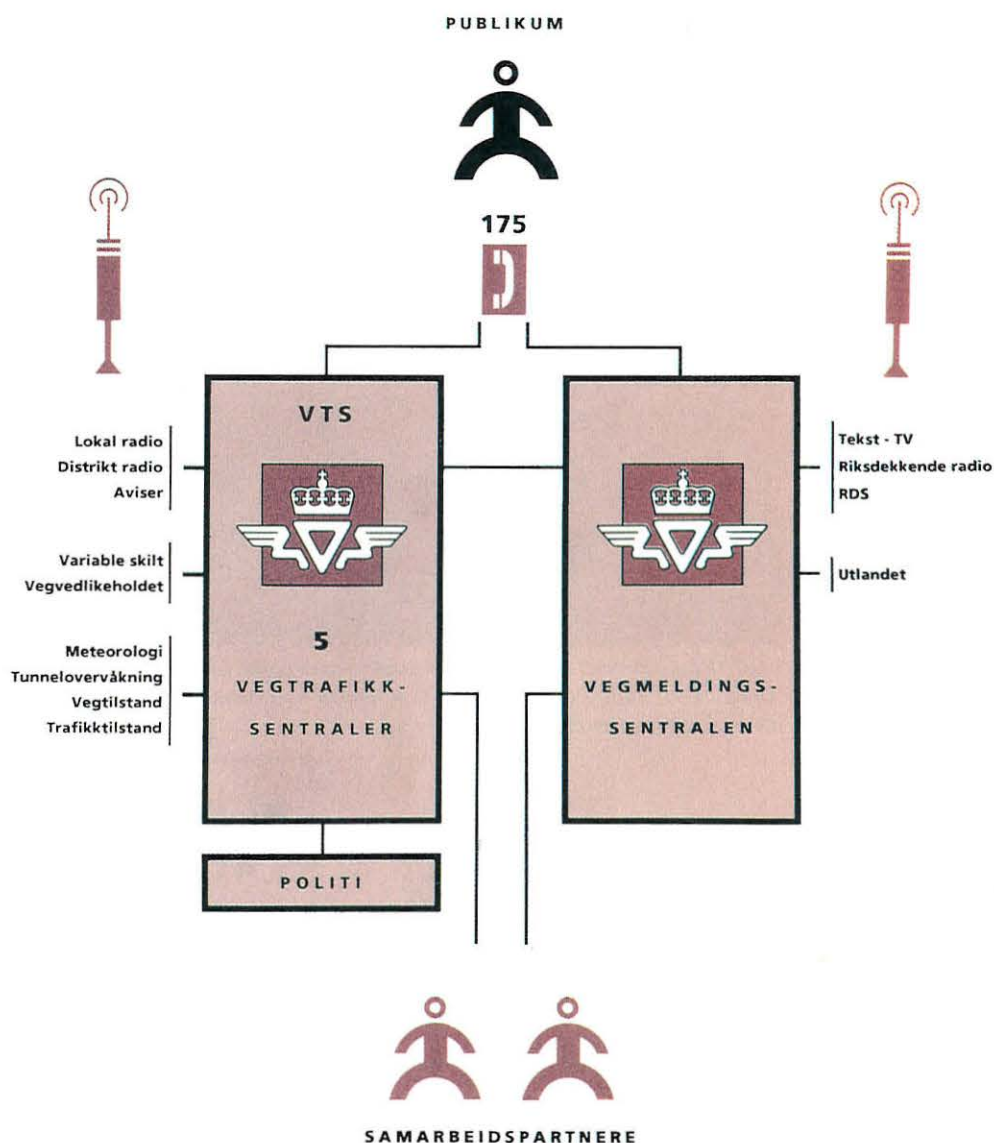 PUBLIKUM
175
VTS
Lokal radio
Distrikt radio
Aviser
Variable skilt
Vegvedlikeholdet
Meteorologi
Tunnelovervåkning
Vegtilstand
Trafikktilstand
5
VEGTRAFIKK-
SENTRALER
Tekst - TV
Riksdekkende radio
RDS
Utlandet
VEGMELDINGS-
SENTRALEN
POLITI
SAMARBEIDSPARTNERE